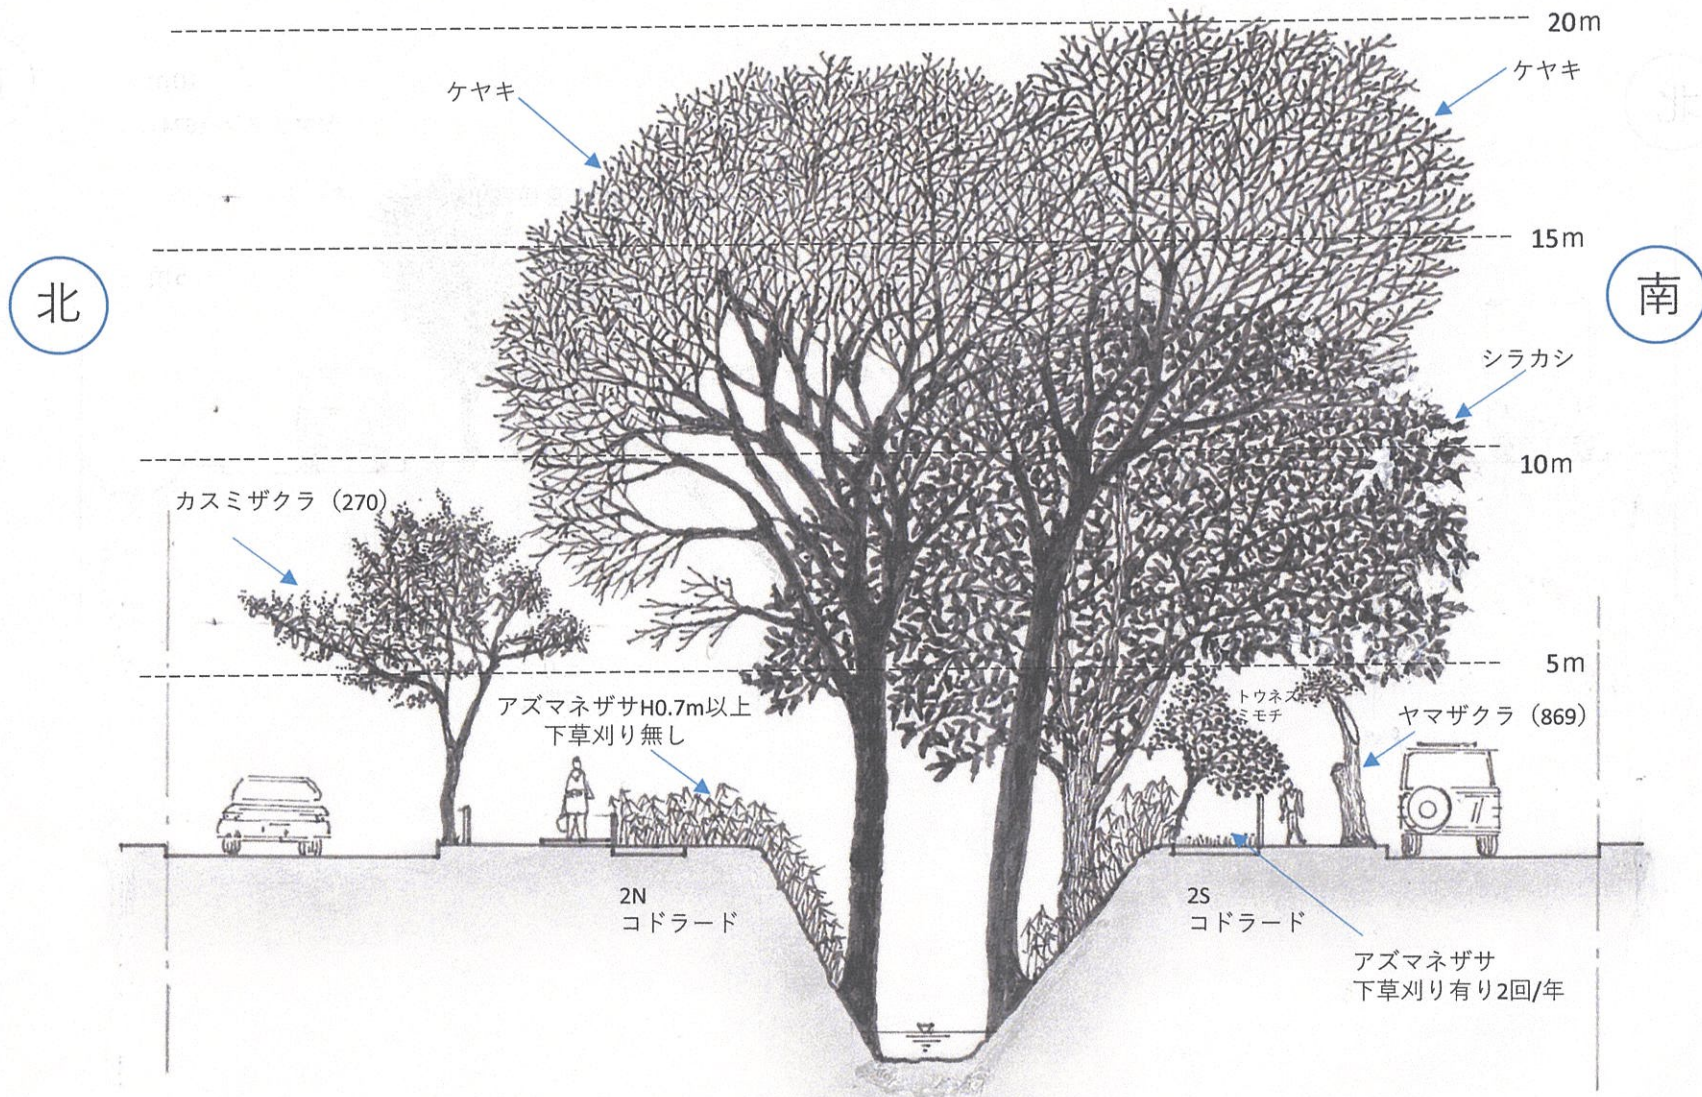 20m
ケヤキ
ケヤキ
15m
北
南
シラカシ
10m
カスミザクラ（270）
5m
アズマネザサH0.7m以上
下草刈り無し
トウネズ
モチ
ヤマザクラ（869）
2N
コドラード
2S
コドラード
アズマネザサ
下草刈り有り2回/年